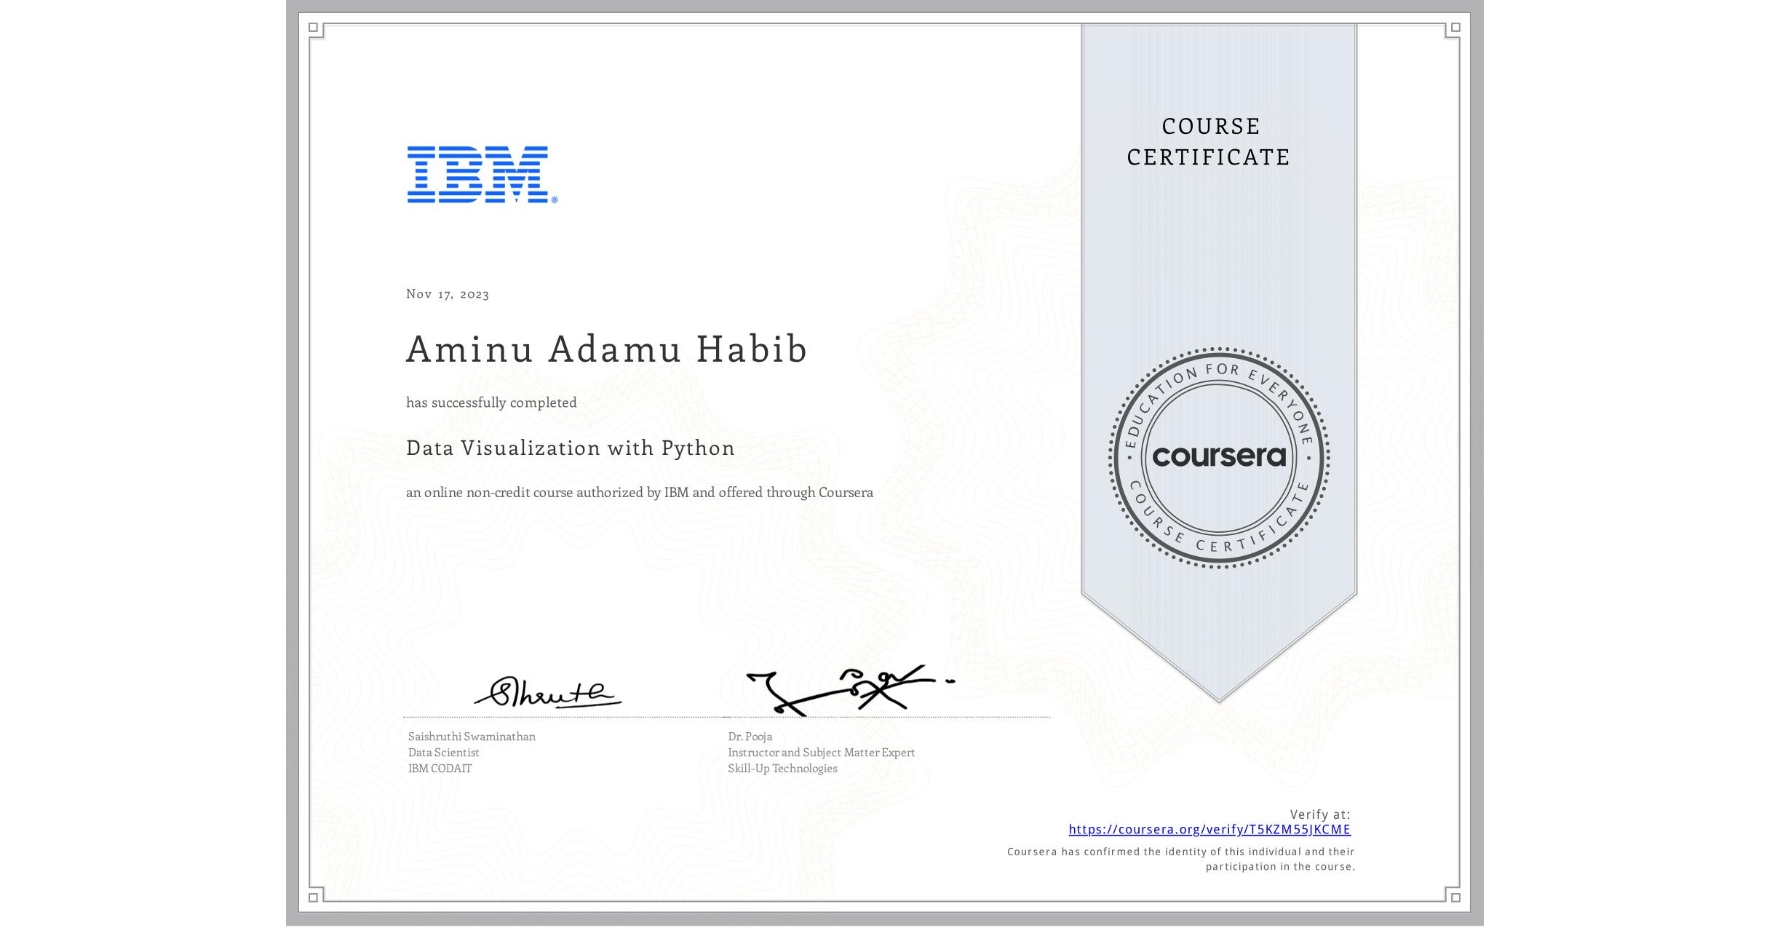 COURSE
CERTIFICATE
IBM®
Nov 17, 2023
Aminu Adamu Habib
has successfully completed
Data Visualization with Python
an online non-credit course authorized by IBM and offered through Coursera
EDUCATION FOR EVERYONE
coursera
COURSE CERTIFICATE
Saishruthi Swaminathan
Data Scientist
IBM CODAIT
Dr. Pooja
Instructor and Subject Matter Expert
Skill-Up Technologies
Verify at:
https://coursera.org/verify/T5KZM55JKCME
Coursera has confirmed the identity of this individual and their
participation in the course.